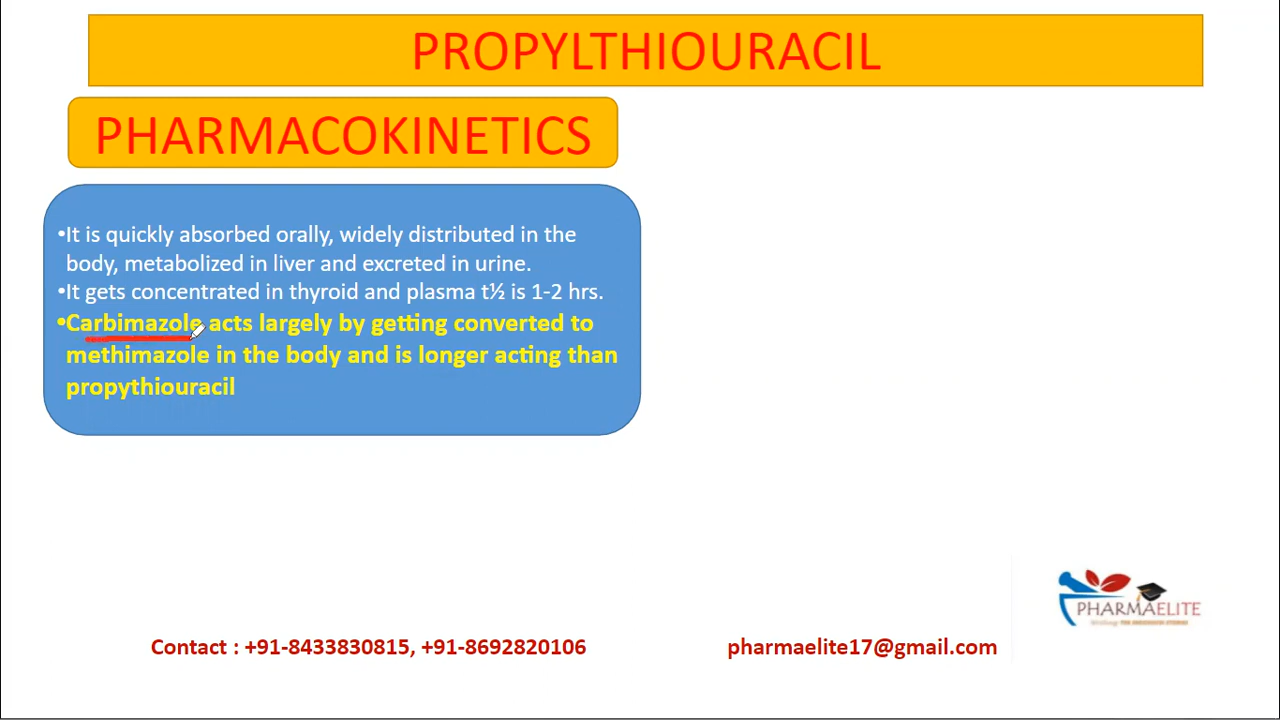 PROPYLTHIOURACIL
PHARMACOKINETICS
•It is quickly absorbed orally, widely distributed in the
body, metabolized in liver and excreted in urine.
•It gets concentrated in thyroid and plasma t½ is 1-2 hrs.
•Carbimazole acts largely by getting converted to
methimazole in the body and is longer acting than
propythiouracil
PHARMAELITE
Contact : +91-8433830815, +91-8692820106
pharmaelite17@gmail.com